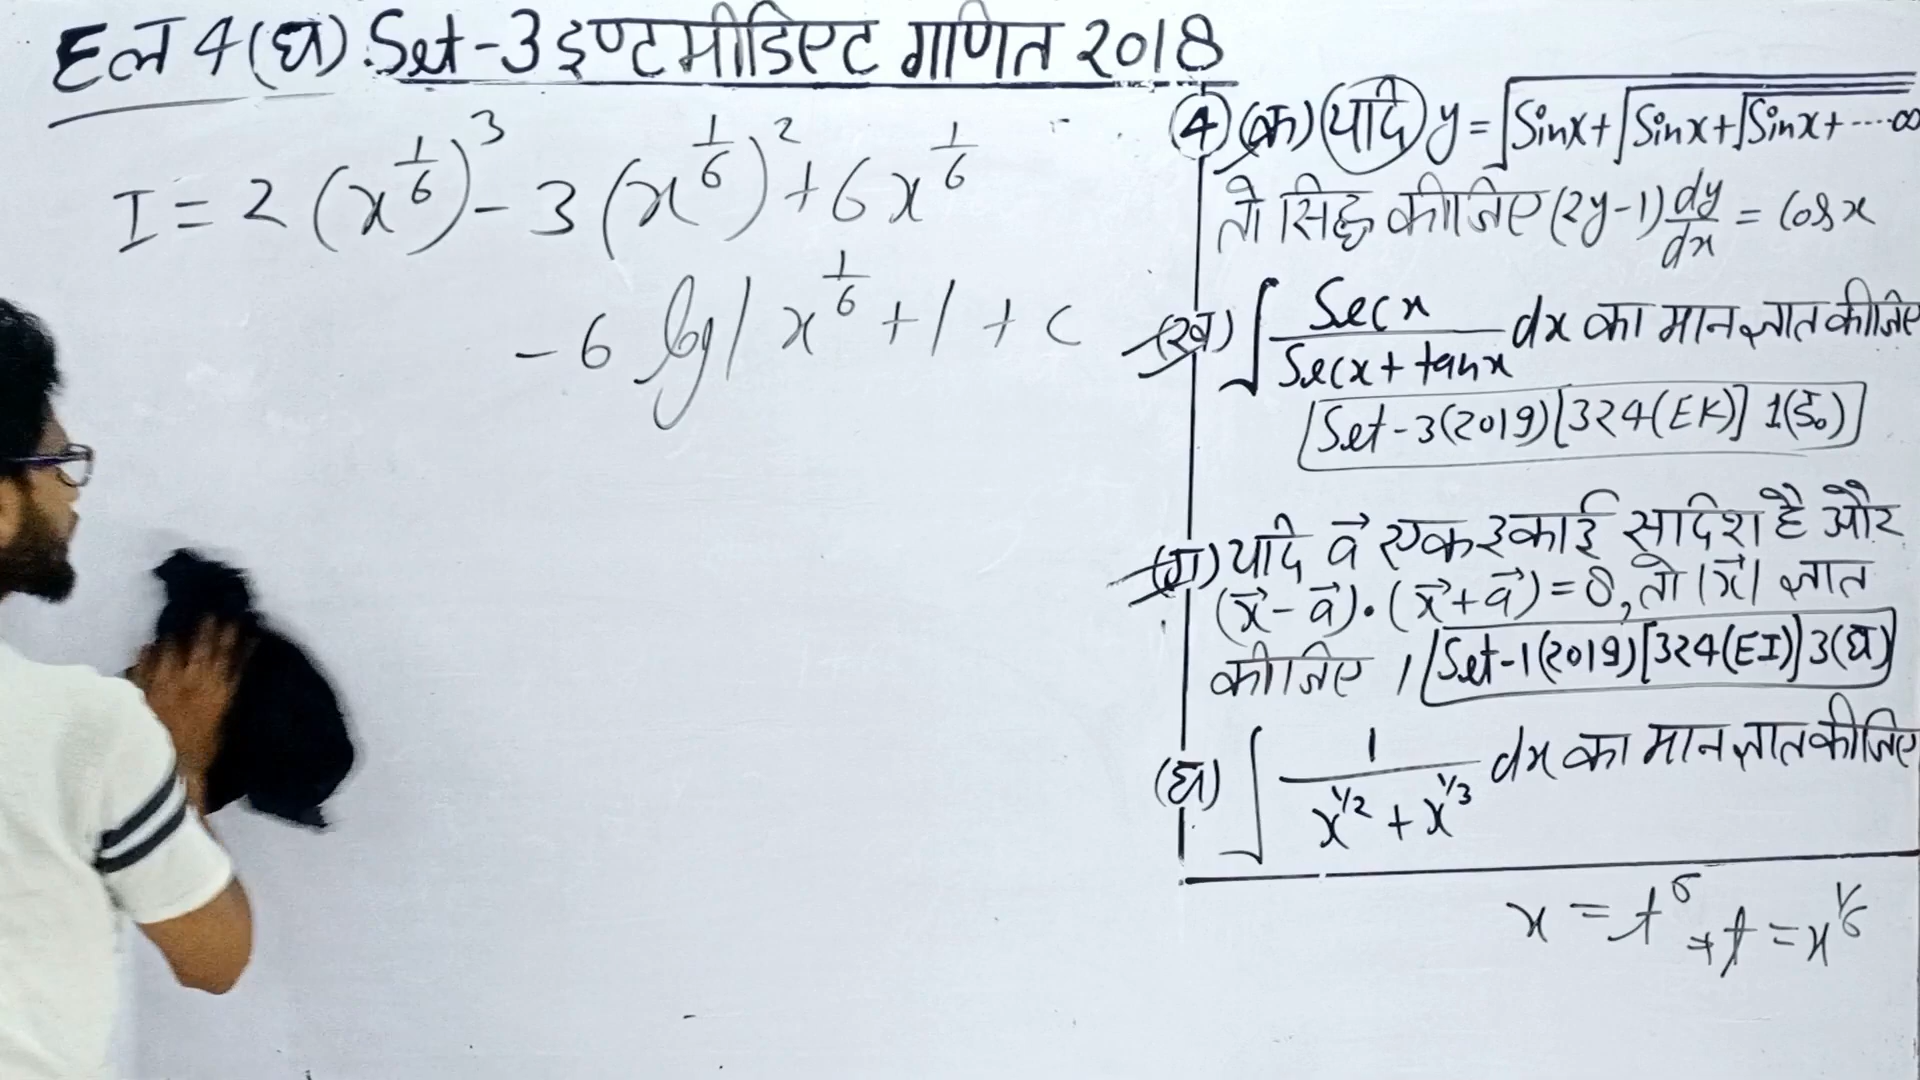 हल 4(घ) Set-3 इण्टरमीडिएट गणित 2018
I = 2 (x^{1/6})^3 - 3 (x^{1/6})^2 + 6x^{1/6}
- 6 log | x^{1/6} + 1 + c
4 (क) यदि y = √Sinx + √Sinx + √Sinx + ....∞
तो सिद्ध कीजिए (2y-1) dy/dx = Cosx
(ख) ∫ Secx / Secx + tanx dx का मान ज्ञात कीजिए
[Set-3(2019)[324(EK)] 1(ङ)]
(ग) यदि a⃗ एक इकाई सदिश है और
(x⃗ - a⃗)·(x⃗ + a⃗) = 8, तो |x⃗| ज्ञात
कीजिए । [Set-1(2019)[324(EI)] 3(घ)]
(घ) ∫ 1 / x^{1/2} + x^{1/3} dx का मान ज्ञात कीजिए
x = t^6 ⇒ t = x^{1/6}